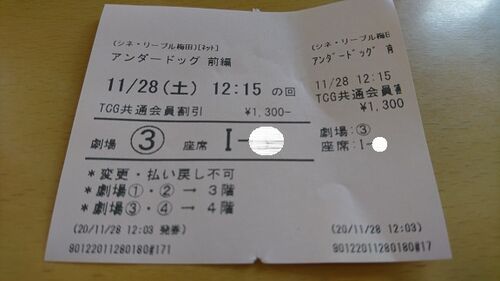 (シネ・リーブル梅田)[ﾈｯﾄ]
アンダードッグ 前編
11/28(土) 12:15 の回
TCG共通会員割引 ¥1,300-
劇場 ③ 座席 I-
*変更・払い戻し不可
*劇場①・②→3階
*劇場③・④→4階
(20/11/28 12:03 発券)
90122011280180#171
(シネ・リーブル梅田
ｱﾝﾀﾞｰﾄﾞｯｸﾞ 前
11/28 12:15
TCG共通会員割
¥1,300
劇場:③
座席:I-
(20/11/28 12:03)
90122011280180#17